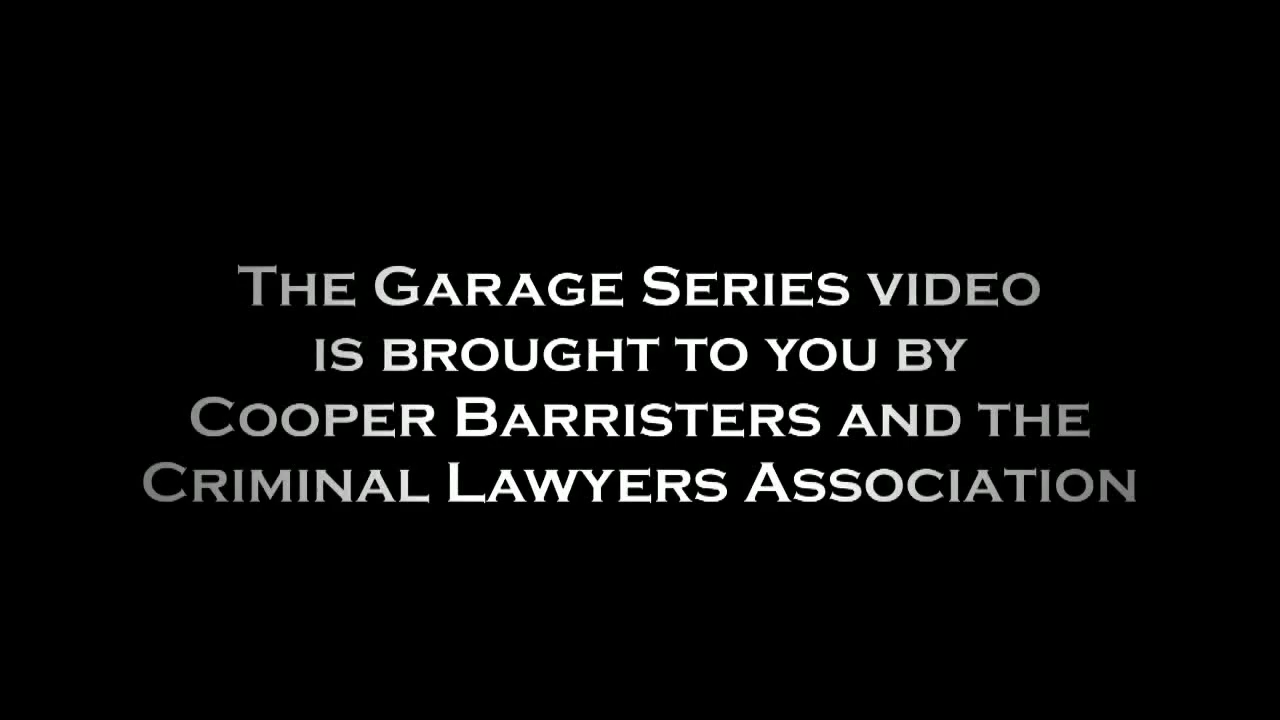 The Garage Series video
is brought to you by
Cooper Barristers and the
Criminal Lawyers Association